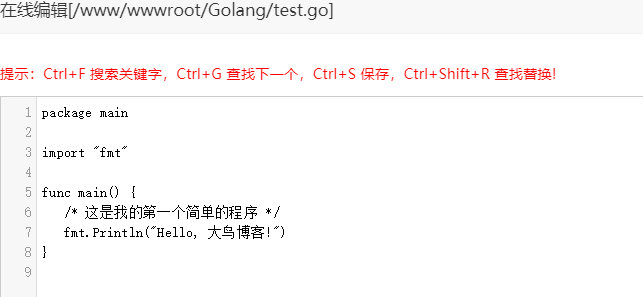 在线编辑[/www/wwwroot/Golang/test.go]
提示：Ctrl+F 搜索关键字，Ctrl+G 查找下一个，Ctrl+S 保存，Ctrl+Shift+R 查找替换!
1 package main
2
3 import "fmt"
4
5 func main() {
6    /* 这是我的第一个简单的程序 */
7    fmt.Println("Hello, 大鸟博客!")
8 }
9